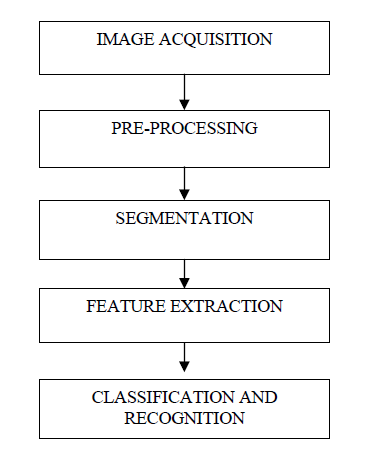 IMAGE ACQUISITION
PRE-PROCESSING
SEGMENTATION
FEATURE EXTRACTION
CLASSIFICATION AND
RECOGNITION